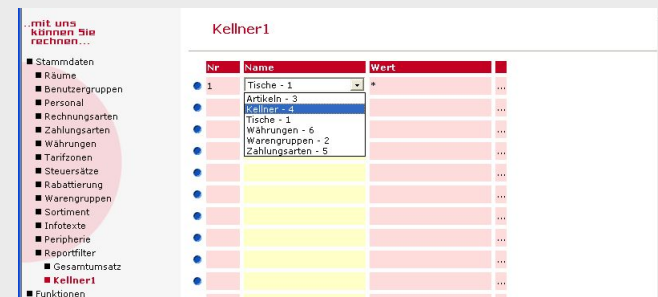 ..mit uns
können Sie
rechnen...
Kellner1
Stammdaten
Räume
Benutzergruppen
Personal
Rechnungsarten
Zahlungsarten
Währungen
Tarifzonen
Steuersätze
Rabattierung
Warengruppen
Sortiment
Infotexte
Peripherie
Reportfilter
Gesamtumsatz
Kellner1
Funktionen
Nr Name Wert
1 Tische - 1 * ...
Artikeln - 3
Kellner - 4
Tische - 1
Währungen - 6
Warengruppen - 2
Zahlungsarten - 5
...
...
...
...
...
...
...
...
...